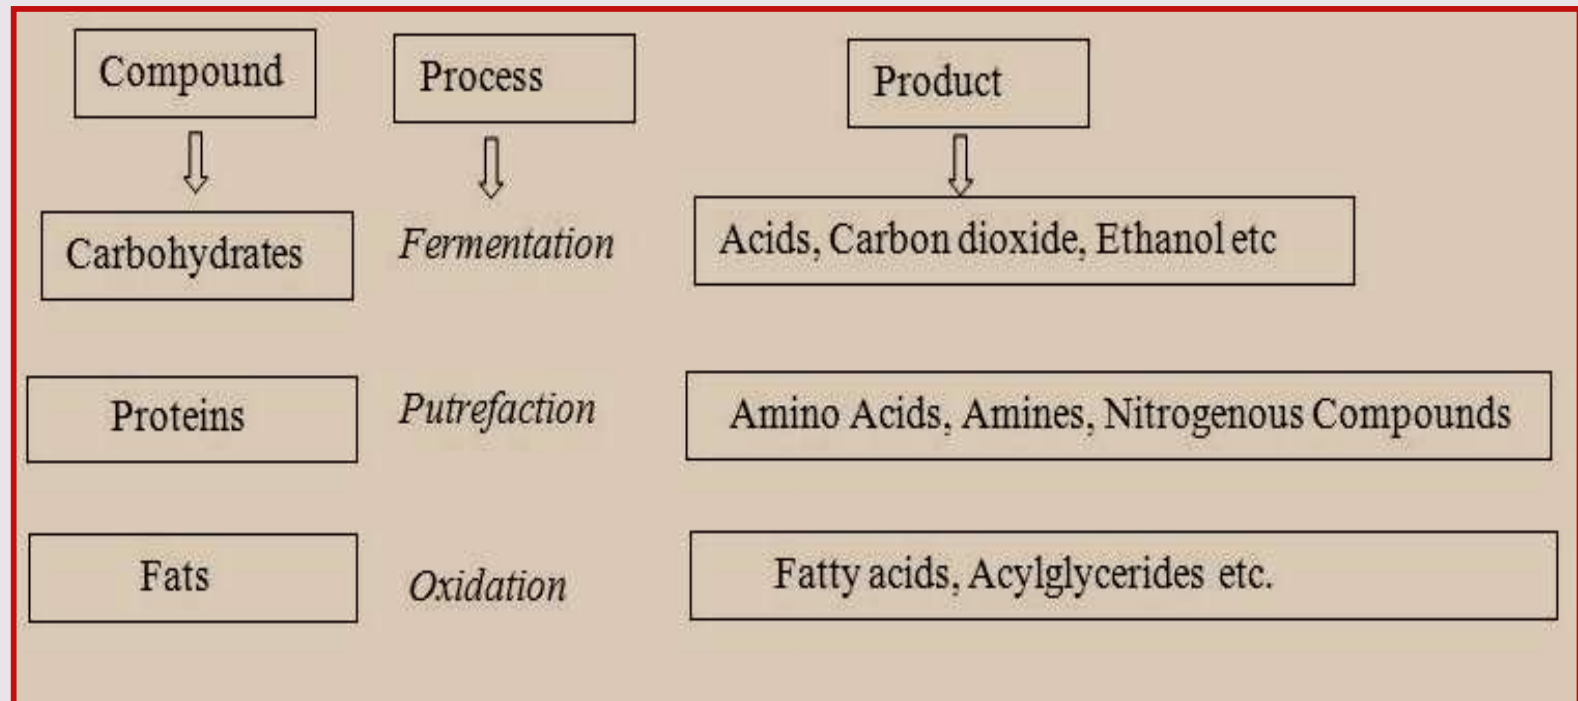 Compound
Process
Product
Carbohydrates
Fermentation
Acids, Carbon dioxide, Ethanol etc
Proteins
Putrefaction
Amino Acids, Amines, Nitrogenous Compounds
Fats
Oxidation
Fatty acids, Acylglycerides etc.